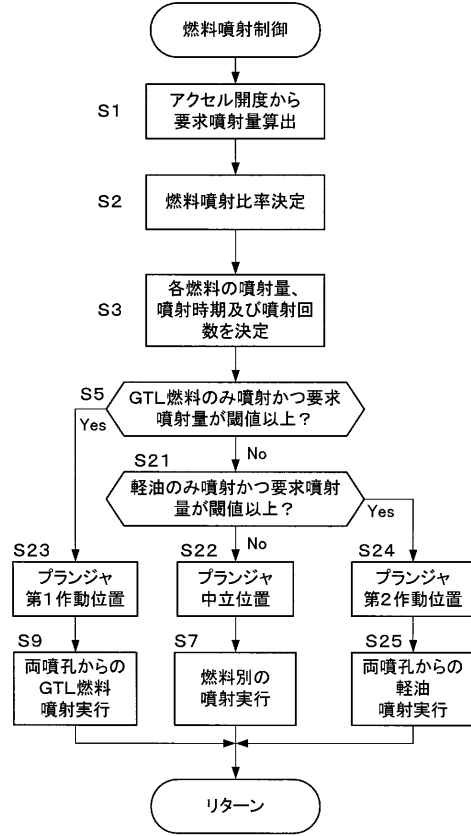 燃料噴射制御
S1
アクセル開度から
要求噴射量算出
S2
燃料噴射比率決定
S3
各燃料の噴射量、
噴射時期及び噴射回
数を決定
S5
GTL燃料のみ噴射かつ要求
噴射量が閾値以上?
Yes
No
S21
軽油のみ噴射かつ要求噴射
量が閾値以上?
Yes
No
S23
プランジャ
第1作動位置
S22
プランジャ
中立位置
S24
プランジャ
第2作動位置
S9
両噴孔からの
GTL燃料
噴射実行
S7
燃料別の
噴射実行
S25
両噴孔からの
軽油
噴射実行
リターン